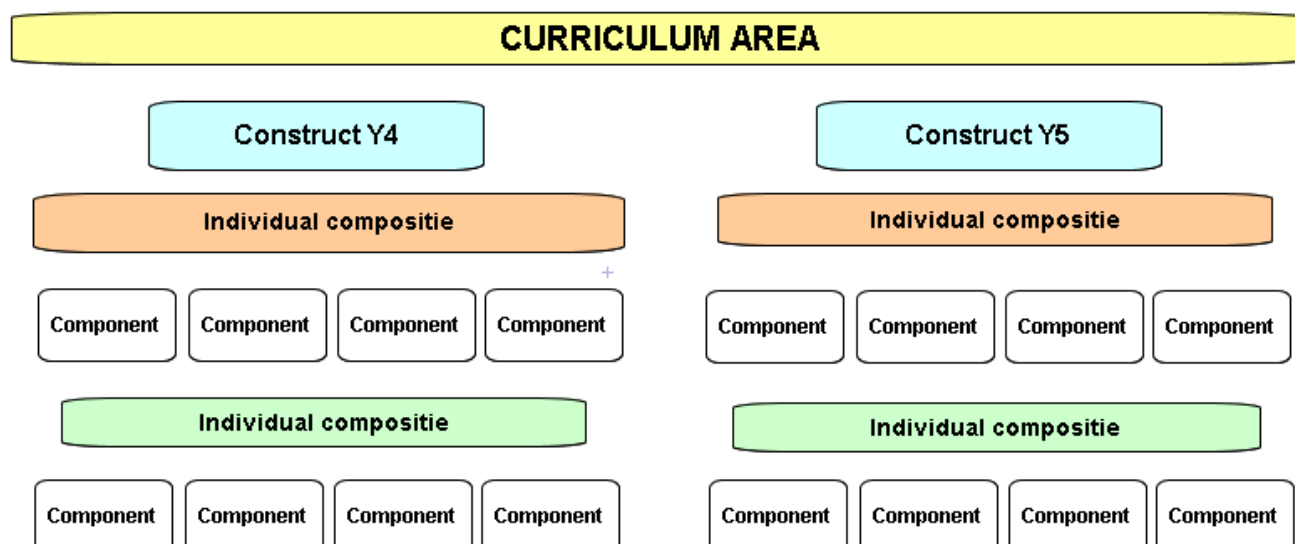 CURRICULUM AREA
Construct Y4 Construct Y5
Individual compositie Individual compositie
Component Component Component Component Component Component Component Component
Individual compositie Individual compositie
Component Component Component Component Component Component Component Component